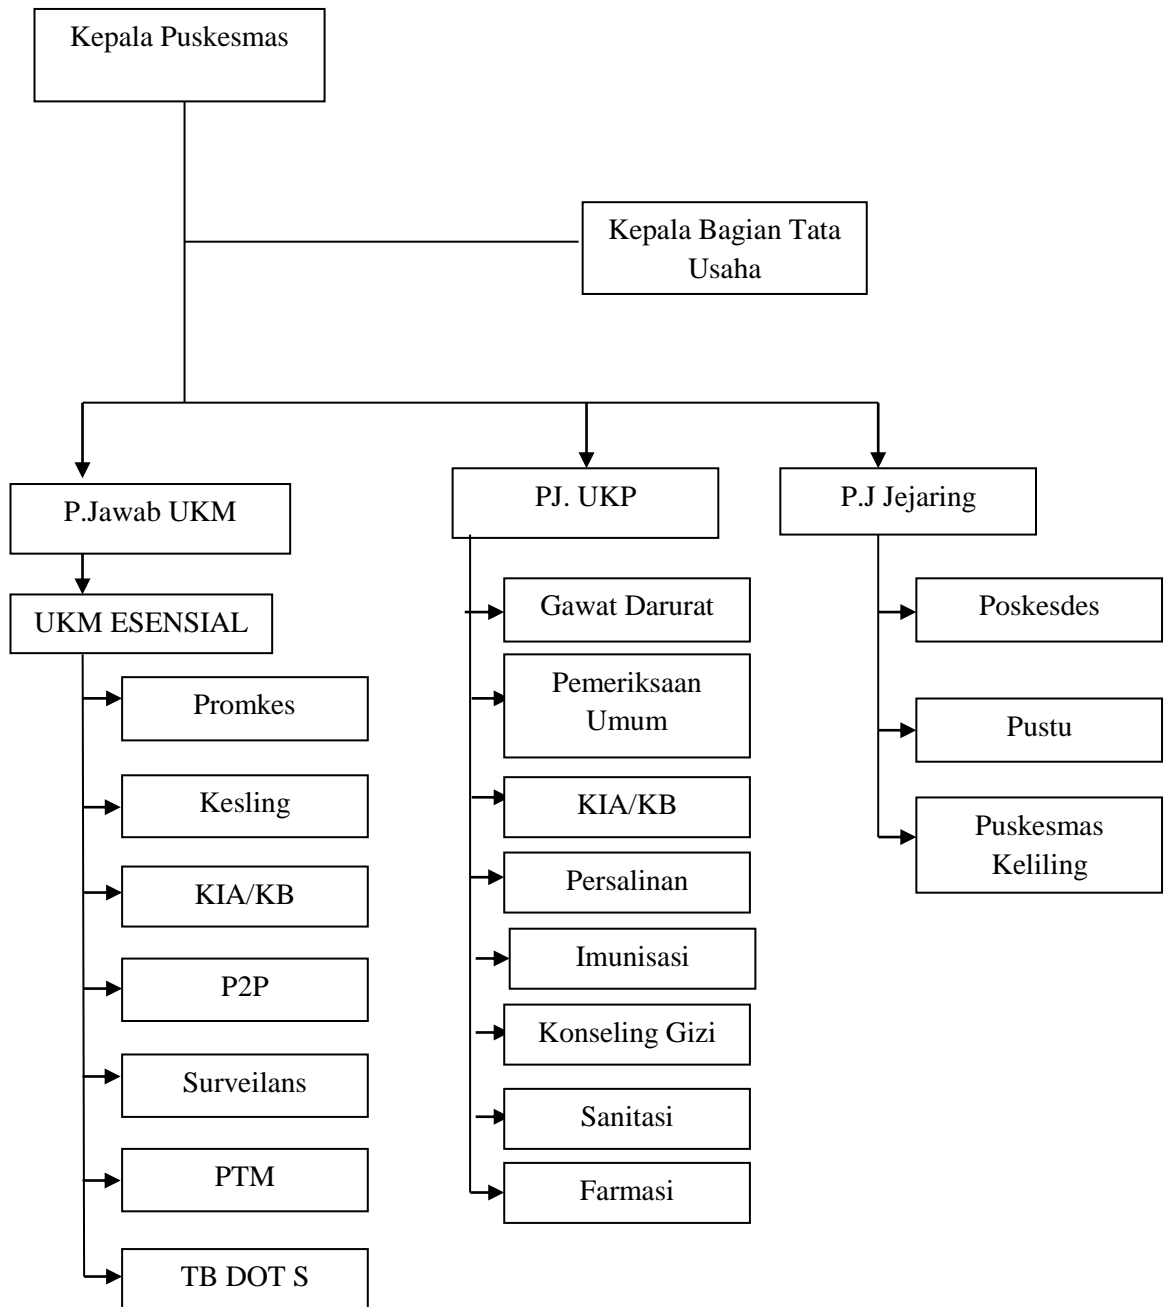 Kepala Puskesmas
Kepala Bagian Tata
Usaha
P.Jawab UKM
UKM ESENSIAL
Promkes
Kesling
KIA/KB
P2P
Surveilans
PTM
TB DOT S
PJ. UKP
Gawat Darurat
Pemeriksaan
Umum
KIA/KB
Persalinan
Imunisasi
Konseling Gizi
Sanitasi
Farmasi
P.J Jejaring
Poskesdes
Pustu
Puskesmas
Keliling